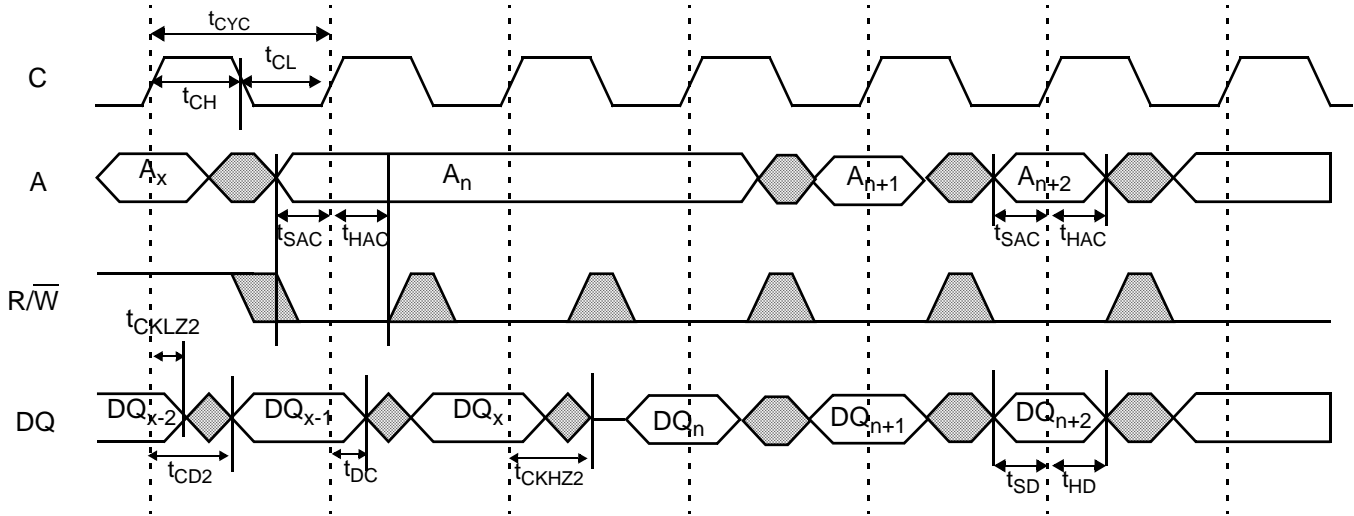 tCYC
C
tCL
tCH
A
Ax
An
An+1
An+2
tSAC
tHAC
tSAC
tHAC
R/W̅
tCKLZ2
DQ
DQx-2
DQx-1
DQx
DQn
DQn+1
DQn+2
tCD2
tDC
tCKHZ2
tSD
tHD